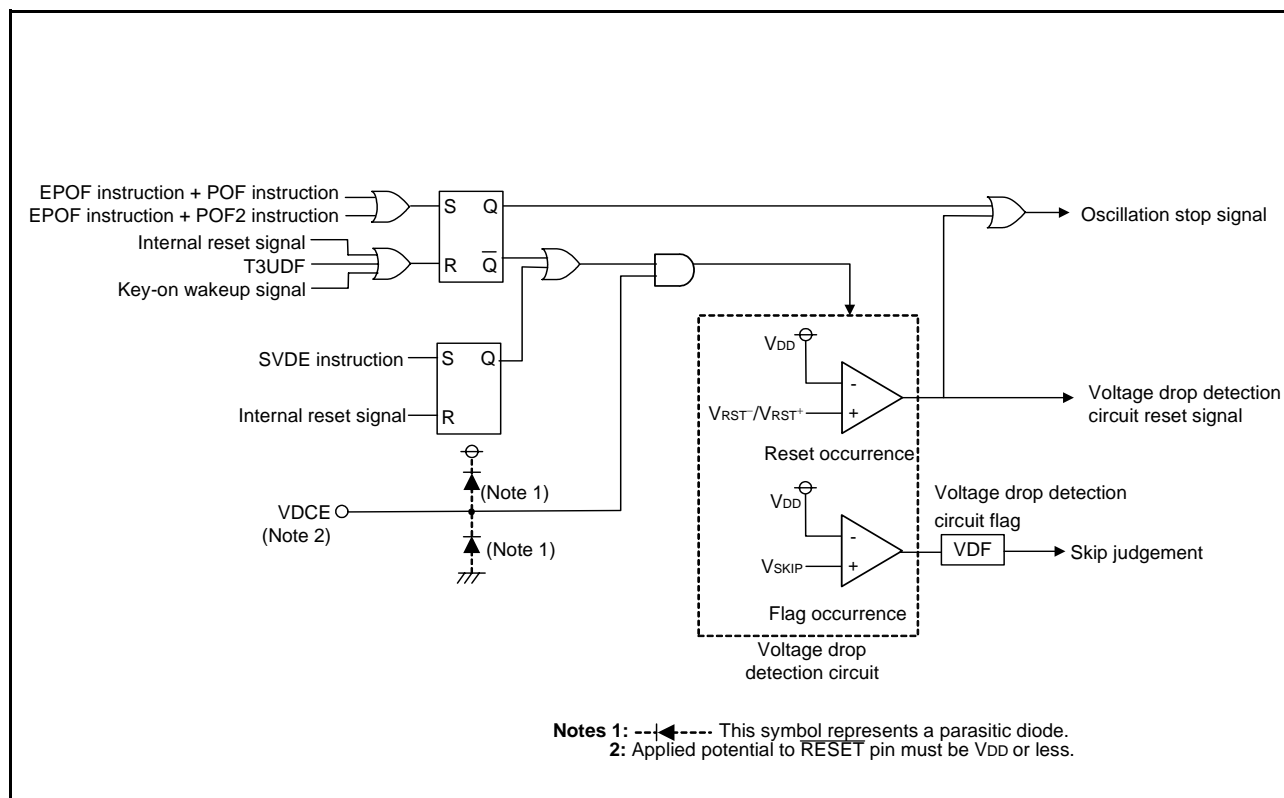 EPOF instruction + POF instruction
EPOF instruction + POF2 instruction
S Q
Oscillation stop signal
Internal reset signal
T3UDF
Key-on wakeup signal
R Q̅
SVDE instruction
S Q
Internal reset signal
R
VDD
-
VRST-/VRST+
+
Reset occurrence
Voltage drop detection
circuit reset signal
(Note 1)
VDCE
(Note 2)
(Note 1)
VDD
-
VSKIP
+
Flag occurrence
Voltage drop detection
circuit flag
VDF
Skip judgement
Voltage drop
detection circuit
Notes 1: This symbol represents a parasitic diode.
2: Applied potential to R̅E̅S̅E̅T̅ pin must be VDD or less.